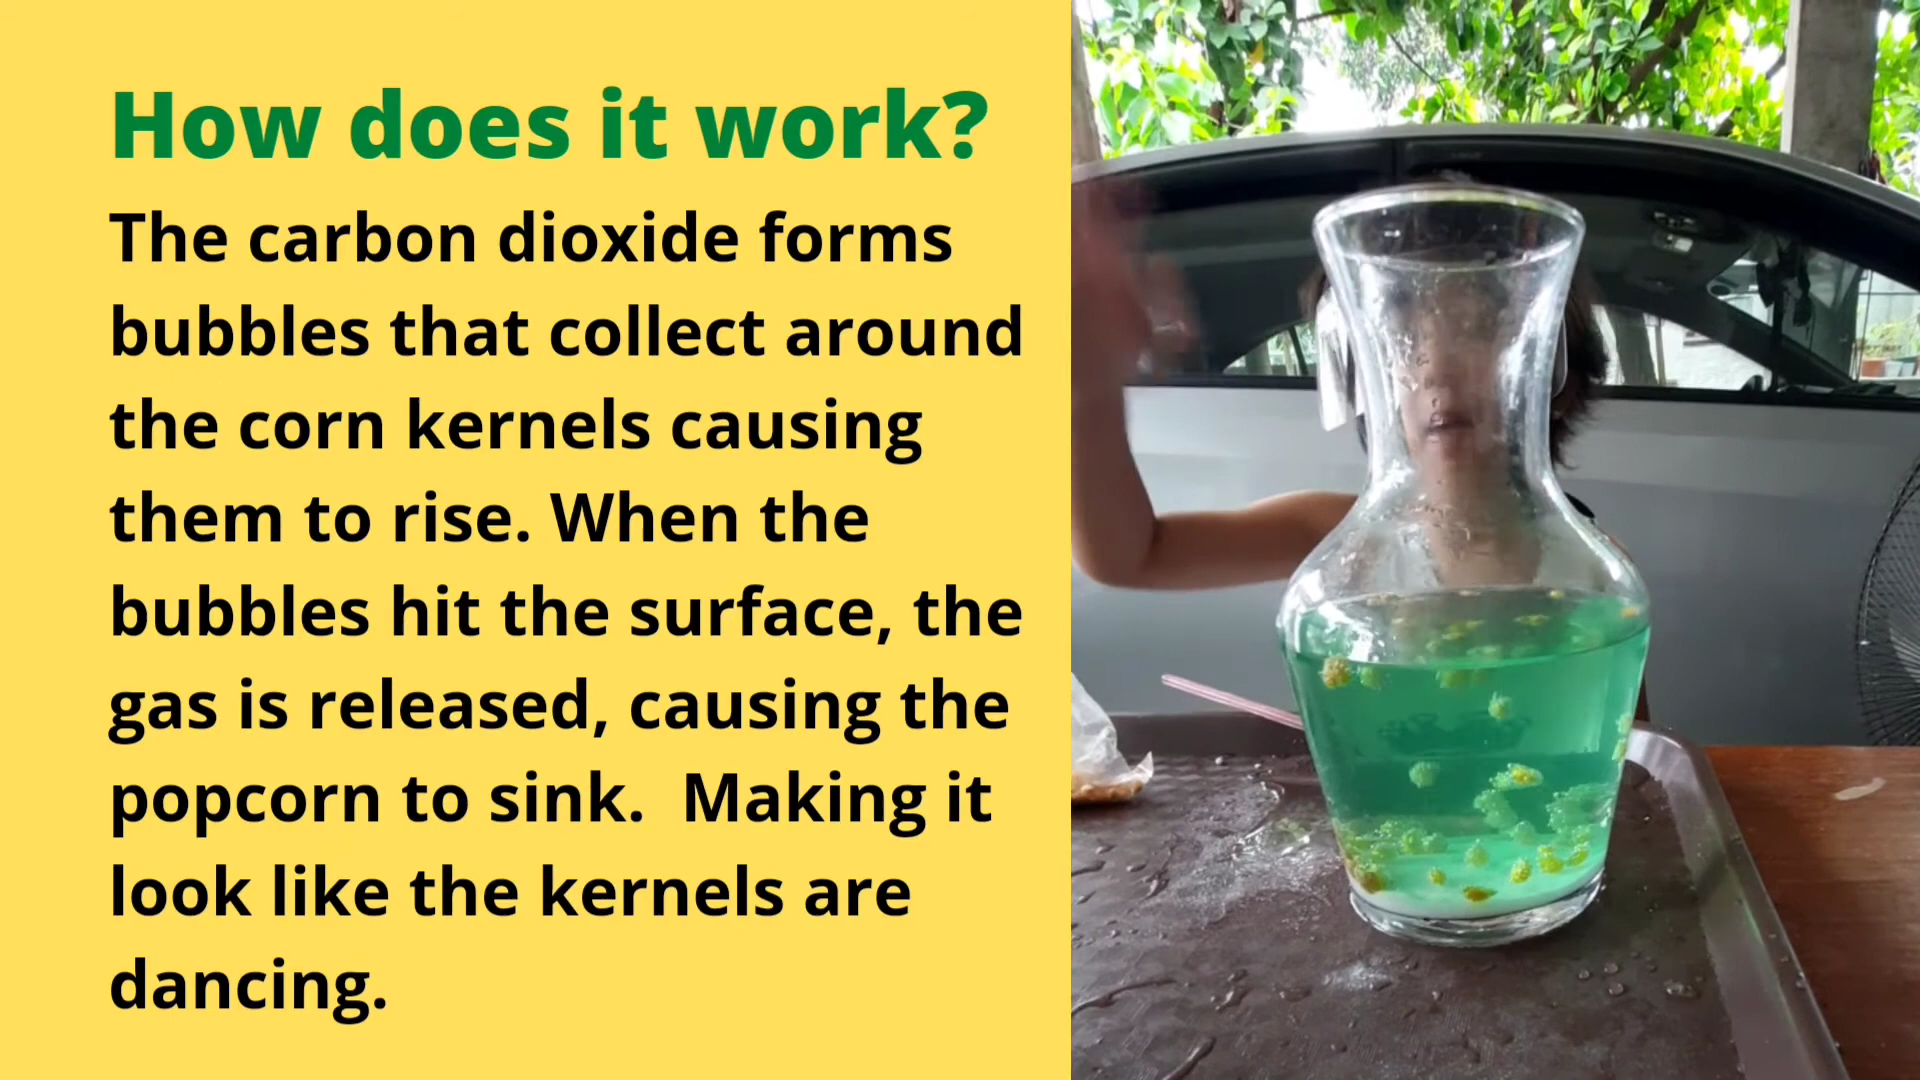 How does it work?
The carbon dioxide forms
bubbles that collect around
the corn kernels causing
them to rise. When the
bubbles hit the surface, the
gas is released, causing the
popcorn to sink.  Making it
look like the kernels are
dancing.